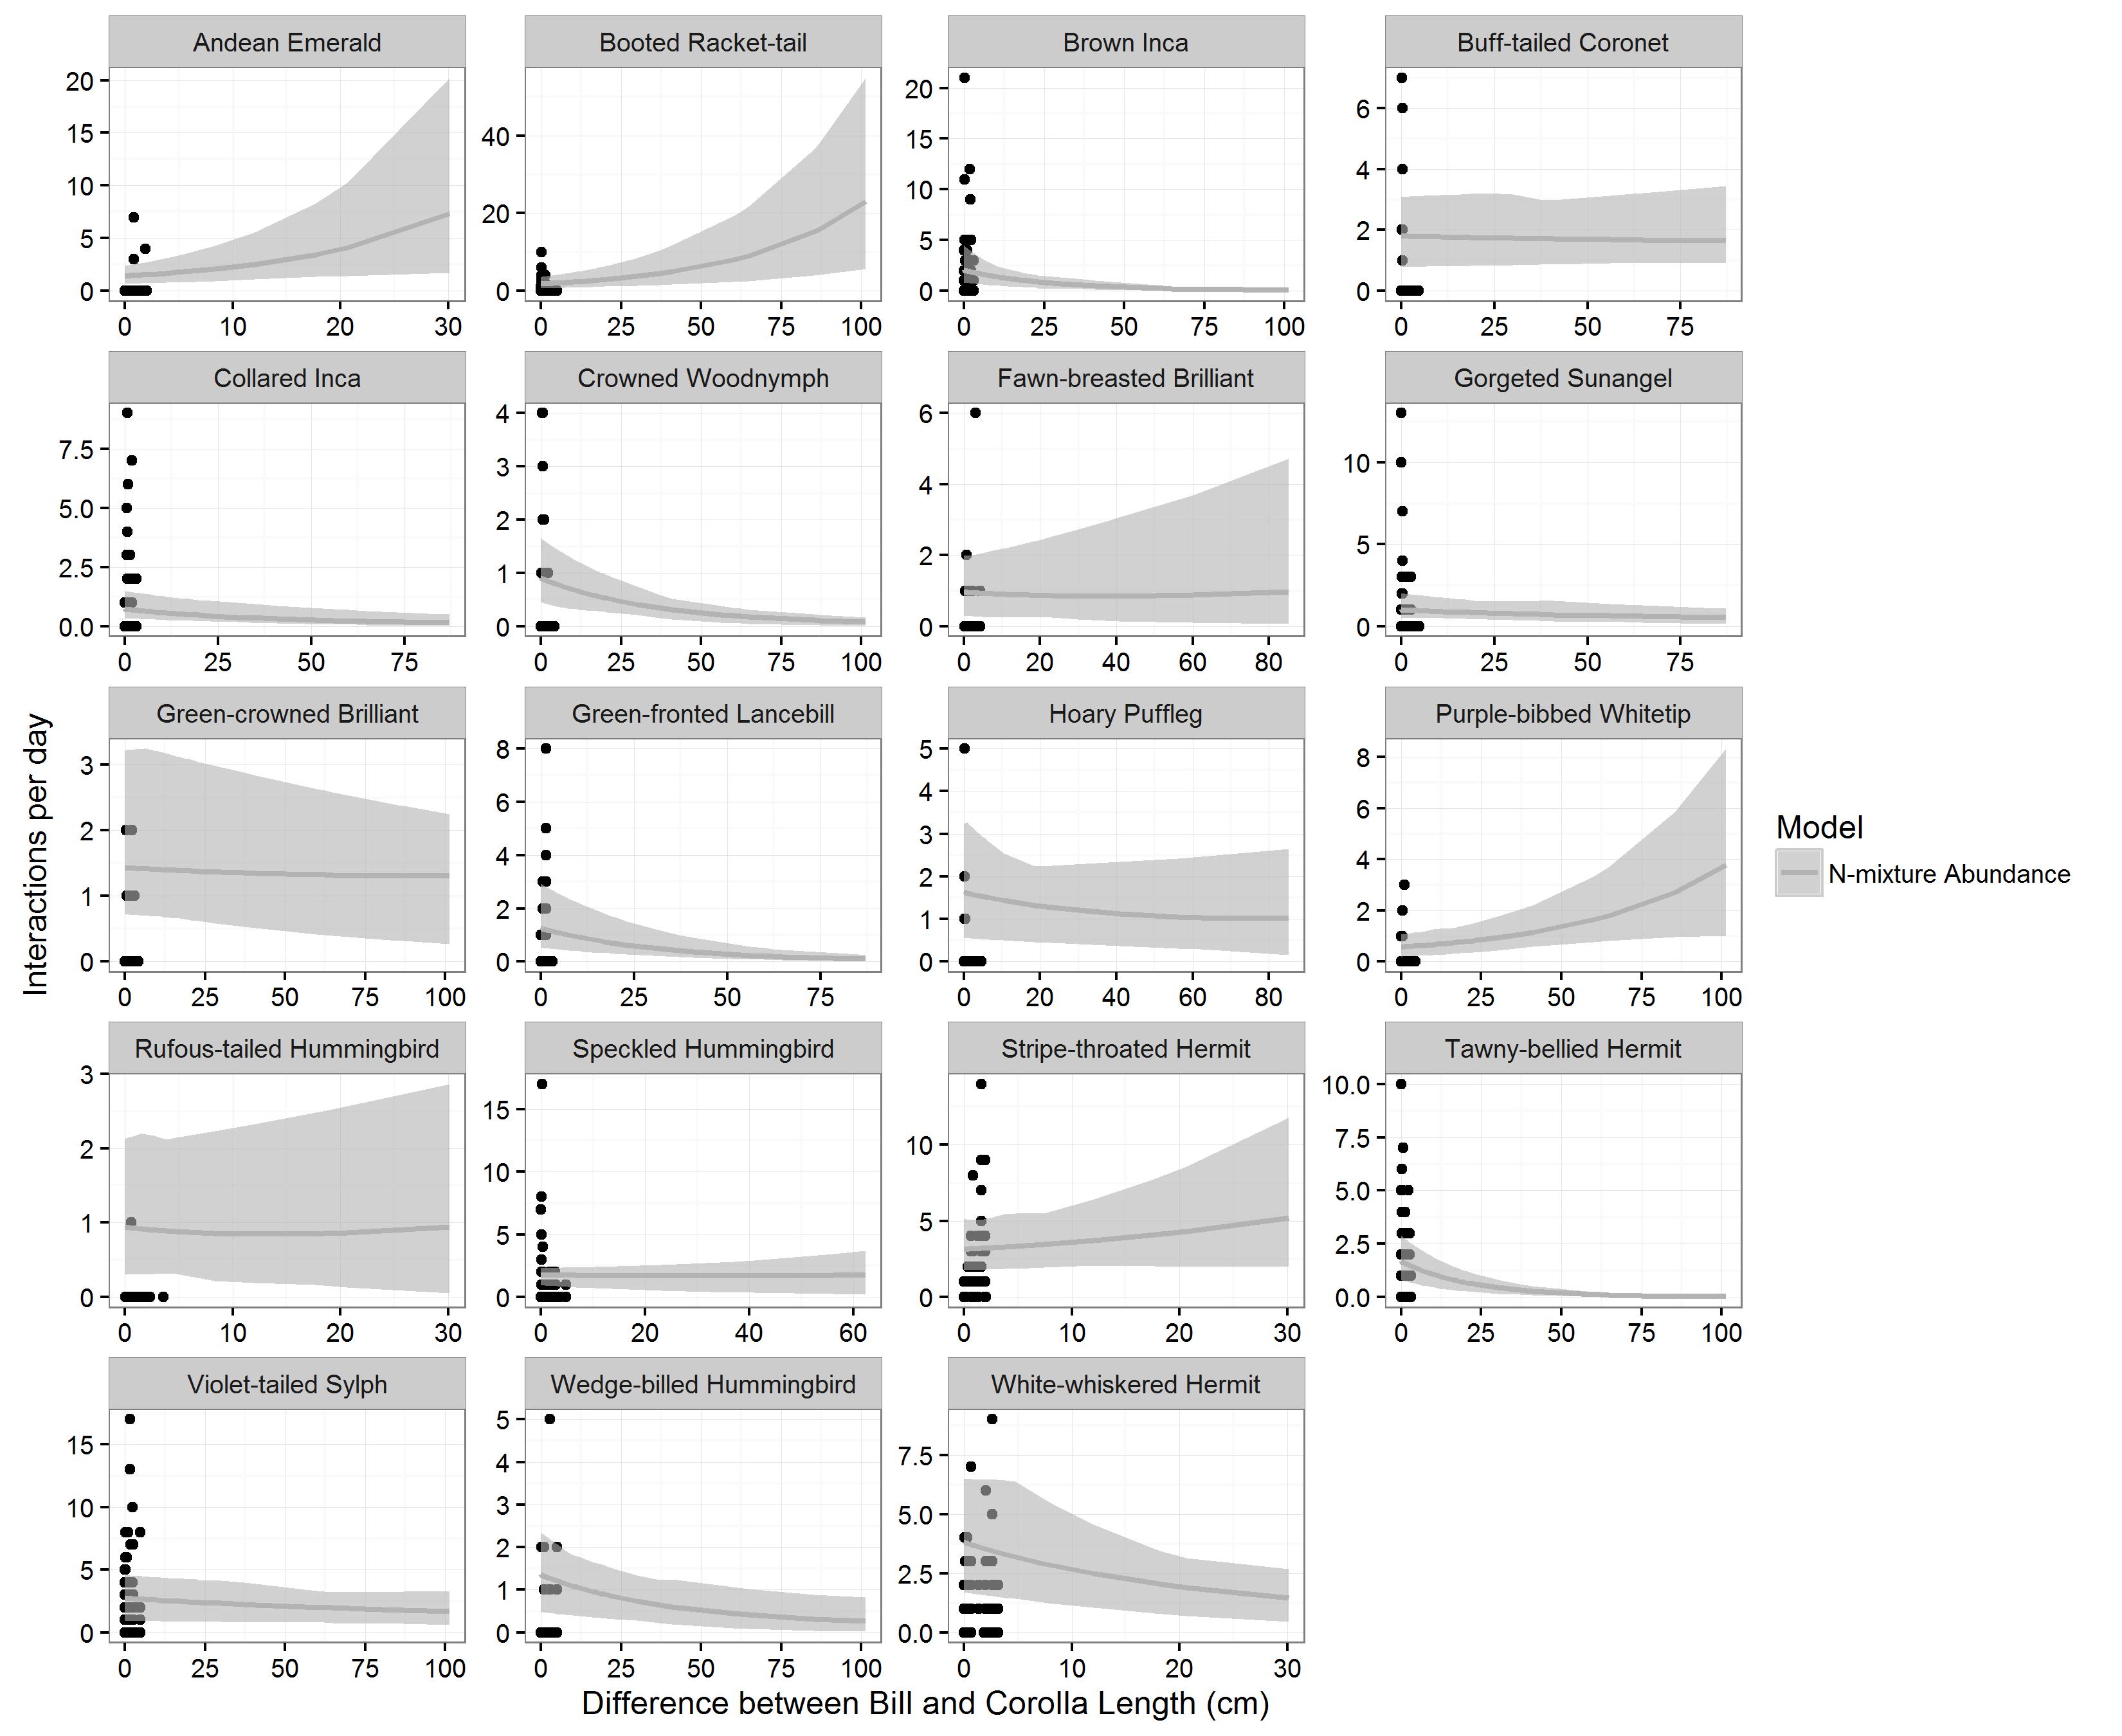 Andean Emerald
Booted Racket-tail
Brown Inca
Buff-tailed Coronet
20
15
10
5
0
0 10 20 30
40
20
0
0 25 50 75 100
20
15
10
5
0
0 25 50 75 100
6
4
2
0
0 25 50 75
Collared Inca
Crowned Woodnymph
Fawn-breasted Brilliant
Gorgeted Sunangel
7.5
5.0
2.5
0.0
0 25 50 75
4
3
2
1
0
0 25 50 75 100
6
4
2
0
0 20 40 60 80
10
5
0
0 25 50 75
Green-crowned Brilliant
Green-fronted Lancebill
Hoary Puffleg
Purple-bibbed Whitetip
3
2
1
0
0 25 50 75 100
8
6
4
2
0
0 25 50 75
5
4
3
2
1
0
0 20 40 60 80
8
6
4
2
0
0 25 50 75 100
Rufous-tailed Hummingbird
Speckled Hummingbird
Stripe-throated Hermit
Tawny-bellied Hermit
3
2
1
0
0 10 20 30
15
10
5
0
0 20 40 60
10
5
0
0 10 20 30
10.0
7.5
5.0
2.5
0.0
0 25 50 75 100
Violet-tailed Sylph
Wedge-billed Hummingbird
White-whiskered Hermit
15
10
5
0
0 25 50 75 100
5
4
3
2
1
0
0 25 50 75 100
7.5
5.0
2.5
0.0
0 10 20 30
Interactions per day
Difference between Bill and Corolla Length (cm)
Model
N-mixture Abundance